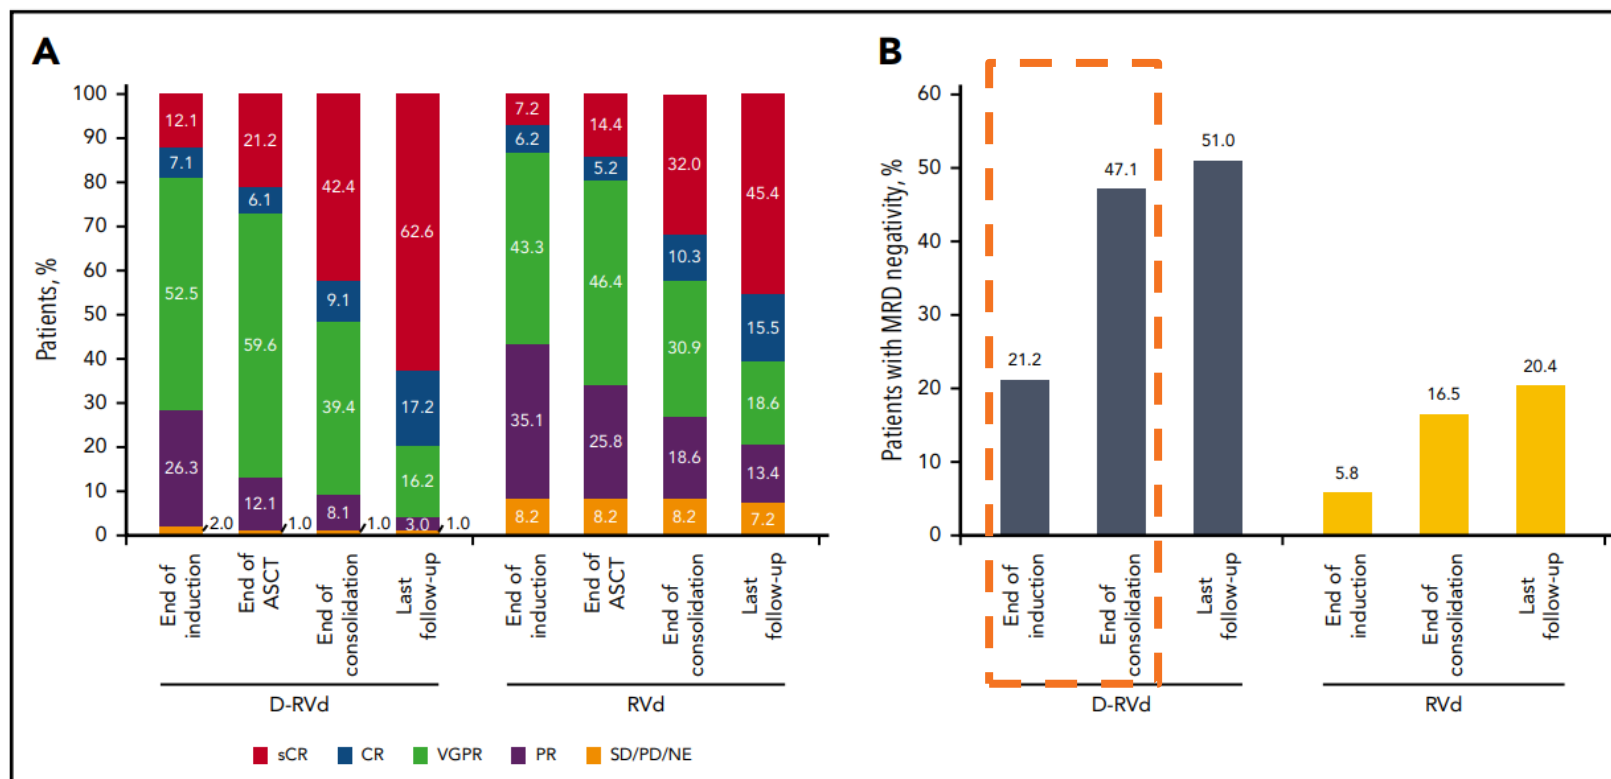 A
Patients, %
100
90
80
70
60
50
40
30
20
10
0
12.1
7.1
52.5
26.3
2.0
21.2
6.1
59.6
12.1
1.0
42.4
9.1
39.4
8.1
1.0
62.6
17.2
16.2
3.0
1.0
7.2
6.2
43.3
35.1
8.2
14.4
5.2
46.4
25.8
8.2
32.0
10.3
30.9
18.6
8.2
45.4
15.5
18.6
13.4
7.2
End of
induction
End of
ASCT
End of
consolidation
Last
follow-up
End of
induction
End of
ASCT
End of
consolidation
Last
follow-up
D-RVd
RVd
sCR
CR
VGPR
PR
SD/PD/NE
B
Patients with MRD negativity, %
60
50
40
30
20
10
0
21.2
47.1
51.0
5.8
16.5
20.4
End of
induction
End of
consolidation
Last
follow-up
End of
induction
End of
consolidation
Last
follow-up
D-RVd
RVd